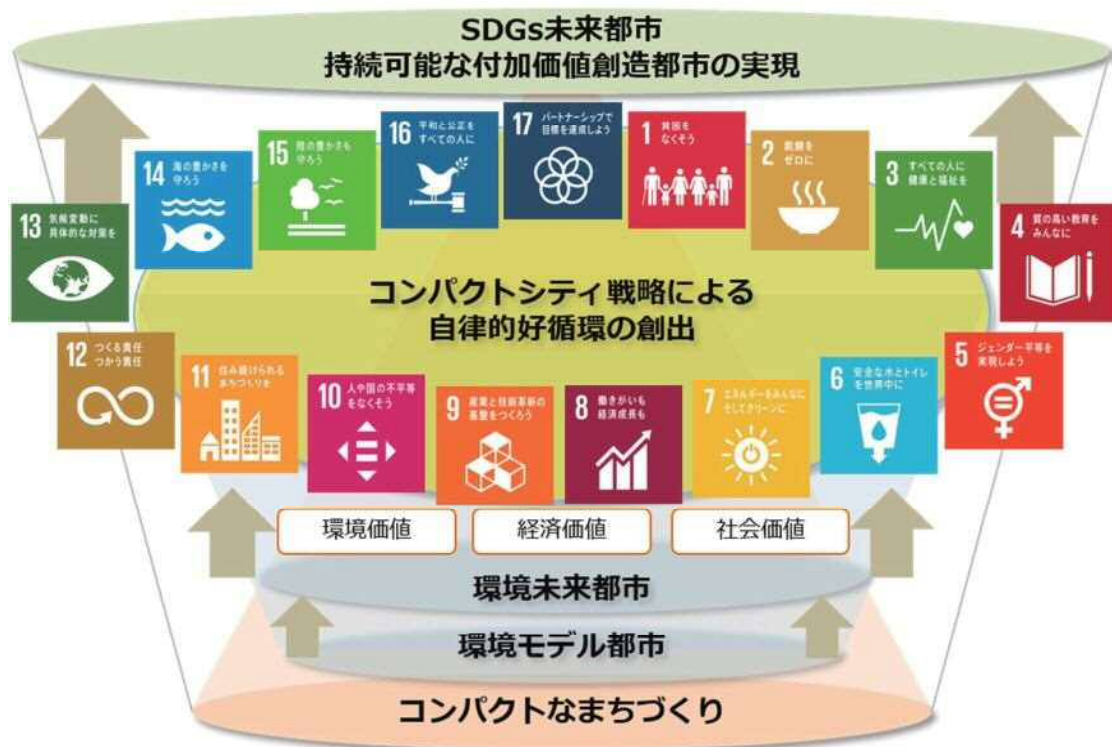 SDGs未来都市
持続可能な付加価値創造都市の実現
16 平和と公正を
すべての人に
17 パートナーシップで
目標を達成しよう
1 貧困を
なくそう
15 陸の豊かさも
守ろう
2 飢餓を
ゼロに
14 海の豊かさを
守ろう
3 すべての人に
健康と福祉を
13 気候変動に
具体的な対策を
4 質の高い教育を
みんなに
コンパクトシティ戦略による
自律的好循環の創出
12 つくる責任
つかう責任
11 住み続けられる
まちづくりを
10 人や国の不平等
をなくそう
9 産業と技術革新の
基盤をつくろう
8 働きがいも
経済成長も
7 エネルギーをみんなに
そしてクリーンに
6 安全な水とトイレ
を世界中に
5 ジェンダー平等を
実現しよう
環境価値
経済価値
社会価値
環境未来都市
環境モデル都市
コンパクトなまちづくり